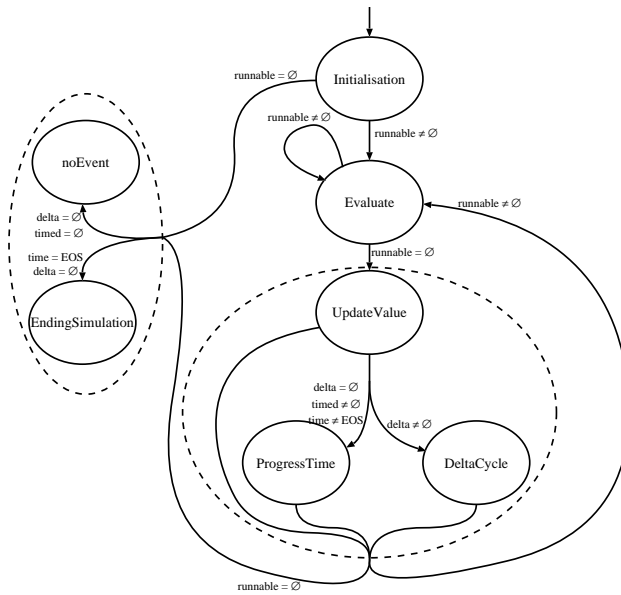 Initialisation
runnable = ∅
runnable ≠ ∅
runnable ≠ ∅
noEvent
Evaluate
runnable ≠ ∅
delta = ∅
timed = ∅
runnable = ∅
time = EOS
delta = ∅
EndingSimulation
UpdateValue
delta = ∅
timed ≠ ∅
time ≠ EOS
delta ≠ ∅
ProgressTime
DeltaCycle
runnable = ∅